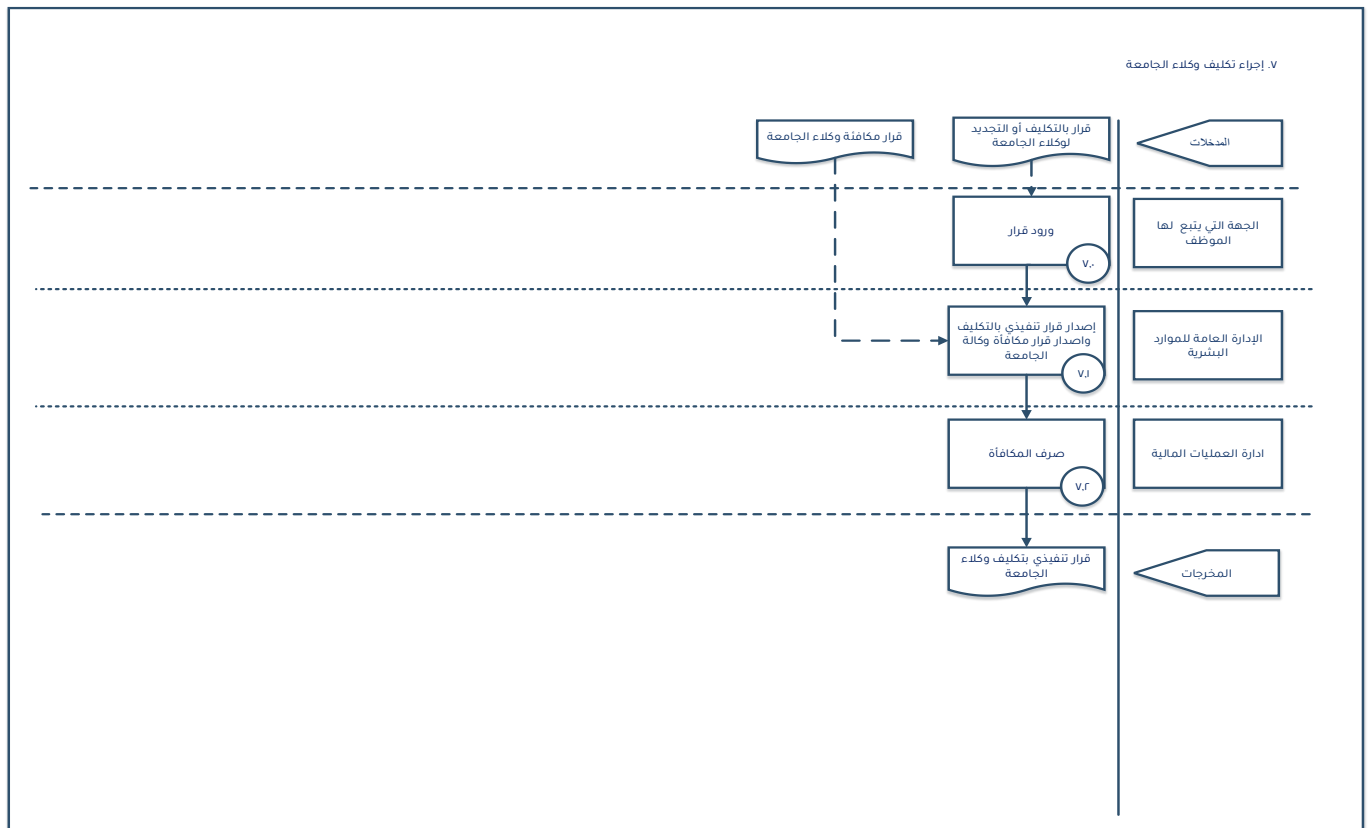 ٧. إجراء تكليف وكلاء الجامعة
المدخلات
قرار بالتكليف أو التجديد
لوكلاء الجامعة
قرار مكافئة وكلاء الجامعة
الجهة التي يتبع لها
الموظف
ورود قرار
٧.٠
الإدارة العامة للموارد
البشرية
إصدار قرار تنفيذي بالتكليف
واصدار قرار مكافأة وكالة
الجامعة
٧.١
ادارة العمليات المالية
صرف المكافأة
٧.٢
المخرجات
قرار تنفيذي بتكليف وكلاء
الجامعة